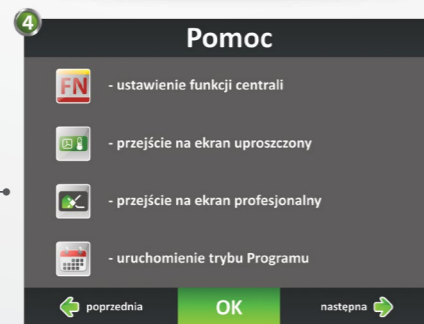 4
Pomoc
FN - ustawienie funkcji centrali
- przejście na ekran uproszczony
- przejście na ekran profesjonalny
- uruchomienie trybu Programu
poprzednia OK następna